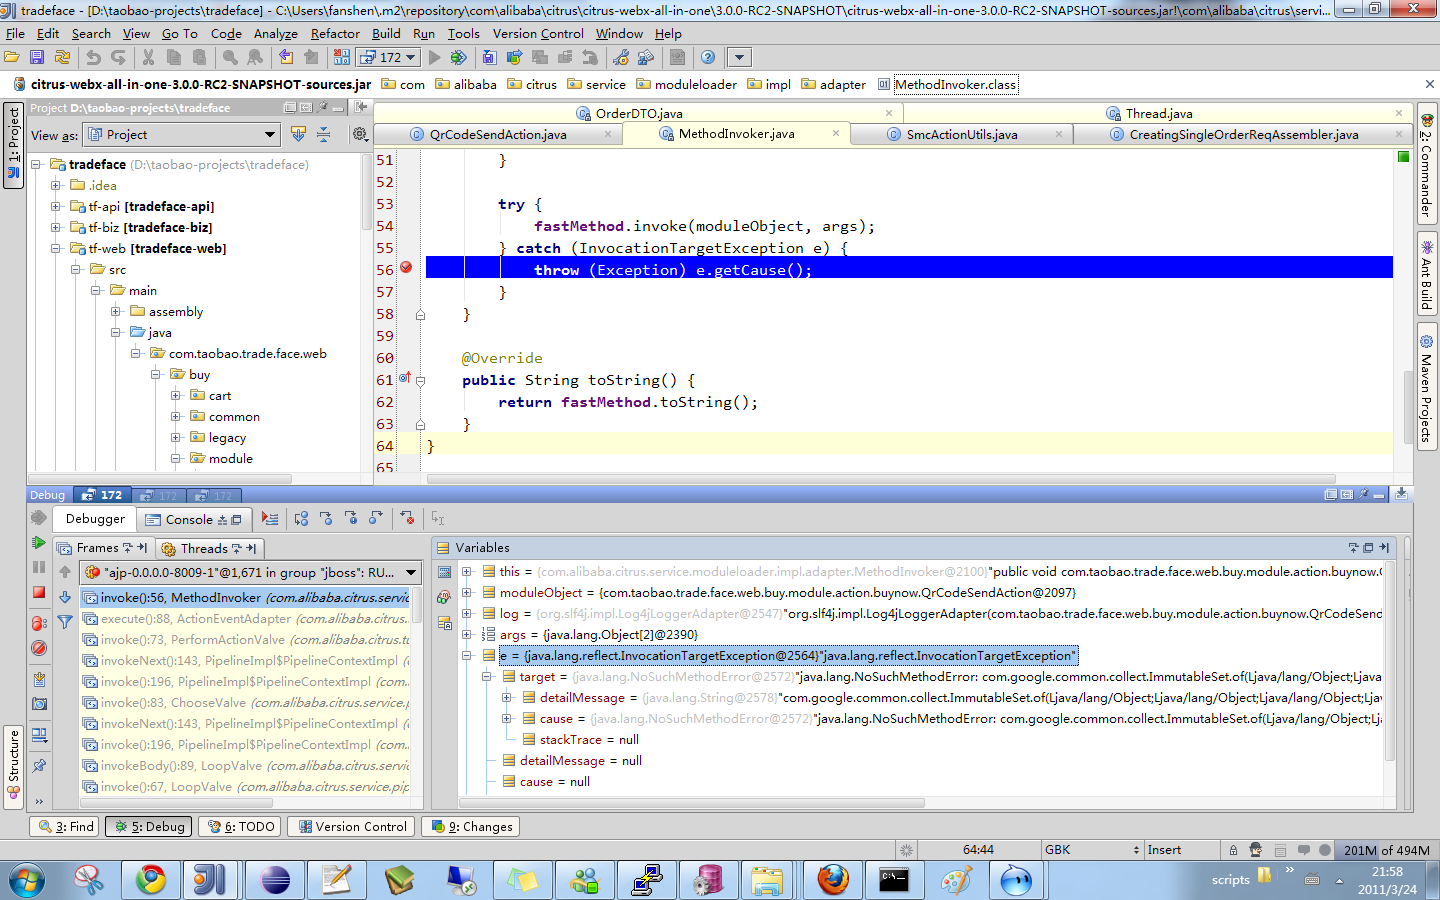 tradeface - [D:\taobao-projects\tradeface] - C:\Users\fanshen\.m2\repository\com\alibaba\citrus\citrus-webx-all-in-one\3.0.0-RC2-SNAPSHOT\citrus-webx-all-in-one-3.0.0-RC2-SNAPSHOT-sources.jar!\com\alibaba\citrus\servi...
File Edit Search View Go To Code Analyze Refactor Build Run Tools Version Control Window Help
172
citrus-webx-all-in-one-3.0.0-RC2-SNAPSHOT-sources.jar com alibaba citrus service moduleloader impl adapter MethodInvoker.class
Project D:\taobao-projects\tradeface
View as: Project
1: Project
Structure
2: Commander
Ant Build
Maven Projects
OrderDTO.java Thread.java
QrCodeSendAction.java MethodInvoker.java SmcActionUtils.java CreatingSingleOrderReqAssembler.java
tradeface (D:\taobao-projects\tradeface)
.idea
tf-api [tradeface-api]
tf-biz [tradeface-biz]
tf-web [tradeface-web]
src
main
assembly
java
com.taobao.trade.face.web
buy
cart
common
legacy
module
51 }
52
53 try {
54 fastMethod.invoke(moduleObject, args);
55 } catch (InvocationTargetException e) {
56 throw (Exception) e.getCause();
57 }
58 }
59
60 @Override
61 public String toString() {
62 return fastMethod.toString();
63 }
64 }
65
Debug 172 172 172
Debugger Console
Frames Threads
"ajp-0.0.0.0-8009-1"@1,671 in group "jboss": RU...
invoke():56, MethodInvoker (com.alibaba.citrus.servic
execute():88, ActionEventAdapter (com.alibaba.citrus.
invoke():73, PerformActionValve (com.alibaba.citrus.tu
invokeNext():143, PipelineImpl$PipelineContextImpl (c
invoke():196, PipelineImpl$PipelineContextImpl (com.
invoke():83, ChooseValve (com.alibaba.citrus.service.p
invokeNext():143, PipelineImpl$PipelineContextImpl (c
invoke():196, PipelineImpl$PipelineContextImpl (com.
invokeBody():89, LoopValve (com.alibaba.citrus.servic
invoke():67, LoopValve (com.alibaba.citrus.service.pip
Variables
this = {com.alibaba.citrus.service.moduleloader.impl.adapter.MethodInvoker@2100}"public void com.taobao.trade.face.web.buy.module.action.buynow.Q
moduleObject = {com.taobao.trade.face.web.buy.module.action.buynow.QrCodeSendAction@2097}
log = {org.slf4j.impl.Log4jLoggerAdapter@2547}"org.slf4j.impl.Log4jLoggerAdapter(com.taobao.trade.face.web.buy.module.action.buynow.QrCodeSend
args = {java.lang.Object[2]@2390}
e = {java.lang.reflect.InvocationTargetException@2564}"java.lang.reflect.InvocationTargetException"
target = {java.lang.NoSuchMethodError@2572}"java.lang.NoSuchMethodError: com.google.common.collect.ImmutableSet.of(Ljava/lang/Object;Ljava/lang/Object;Ljava
detailMessage = {java.lang.String@2578}"com.google.common.collect.ImmutableSet.of(Ljava/lang/Object;Ljava/lang/Object;Ljava/lang/Object;Ljav
cause = {java.lang.NoSuchMethodError@2572}"java.lang.NoSuchMethodError: com.google.common.collect.ImmutableSet.of(Ljava/lang/Object;Lja
stackTrace = null
detailMessage = null
cause = null
3: Find 5: Debug 6: TODO Version Control 9: Changes
64:44 GBK Insert 201M of 494M
scripts
21:58
2011/3/24